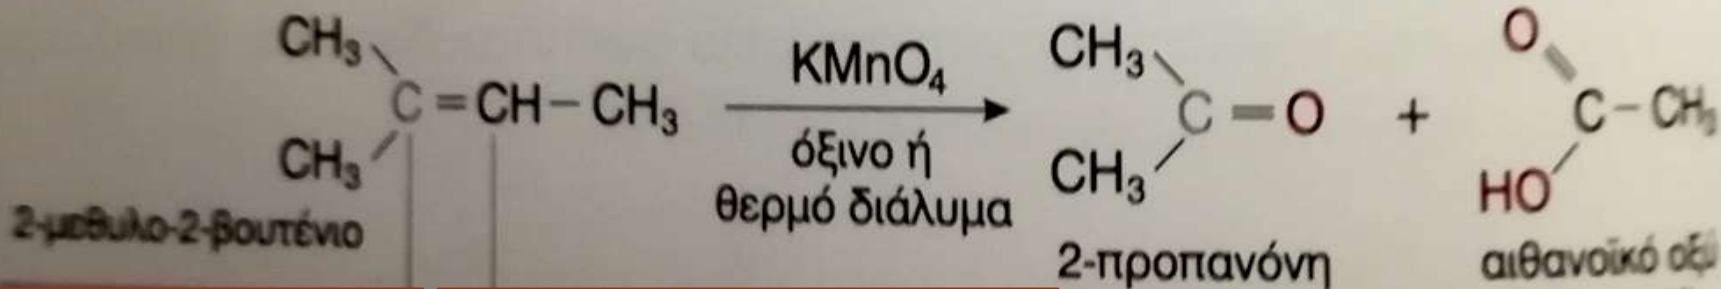 CH₃
C=CH-CH₃
CH₃
2-μεθυλο-2-βουτένιο
KMnO₄
όξινο ή
θερμό διάλυμα
CH₃
C=O
CH₃
2-προπανόνη
+
O
C-CH₃
HO
αιθανοϊκό οξύ